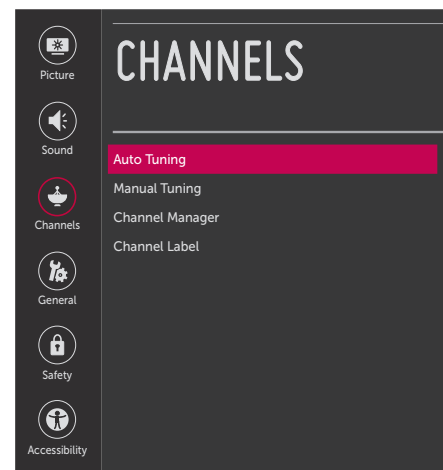 Picture
Sound
Channels
General
Safety
Accessibility
CHANNELS
Auto Tuning
Manual Tuning
Channel Manager
Channel Label